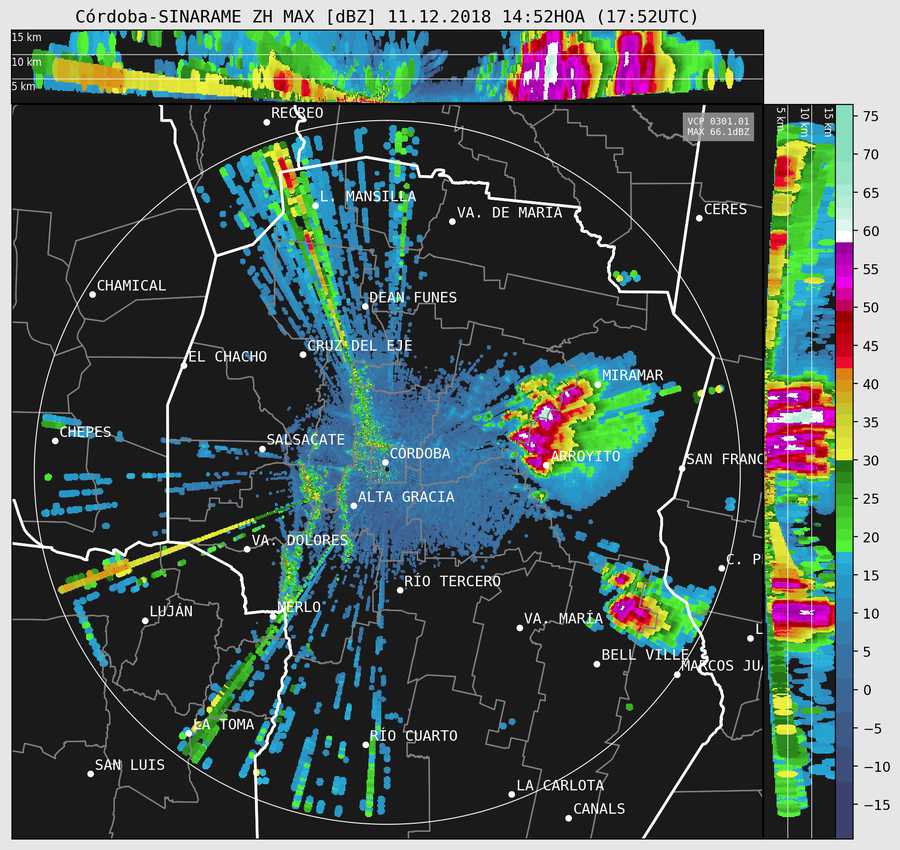 Córdoba-SINARAME ZH MAX [dBZ] 11.12.2018 14:52HOA (17:52UTC)
15 km
10 km
5 km
5 km
10 km
15 km
VCP 0301.01
MAX 66.1dBZ
RECREO
L. MANSILLA
VA. DE MARIA
CERES
CHAMICAL
DEAN FUNES
EL CHACHO
CRUZ DEL EJE
MIRAMAR
CHEPES
SALSACATE
CORDOBA
ARROYITO
SAN FRANC
ALTA GRACIA
VA. DOLORES
C. P
RÍO TERCERO
LUJÁN
MERLO
VA. MARÍA
L
BELL VILLE
MARCOS JUA
LA TOMA
RÍO CUARTO
SAN LUIS
LA CARLOTA
CANALS
75
70
65
60
55
50
45
40
35
30
25
20
15
10
5
0
−5
−10
−15